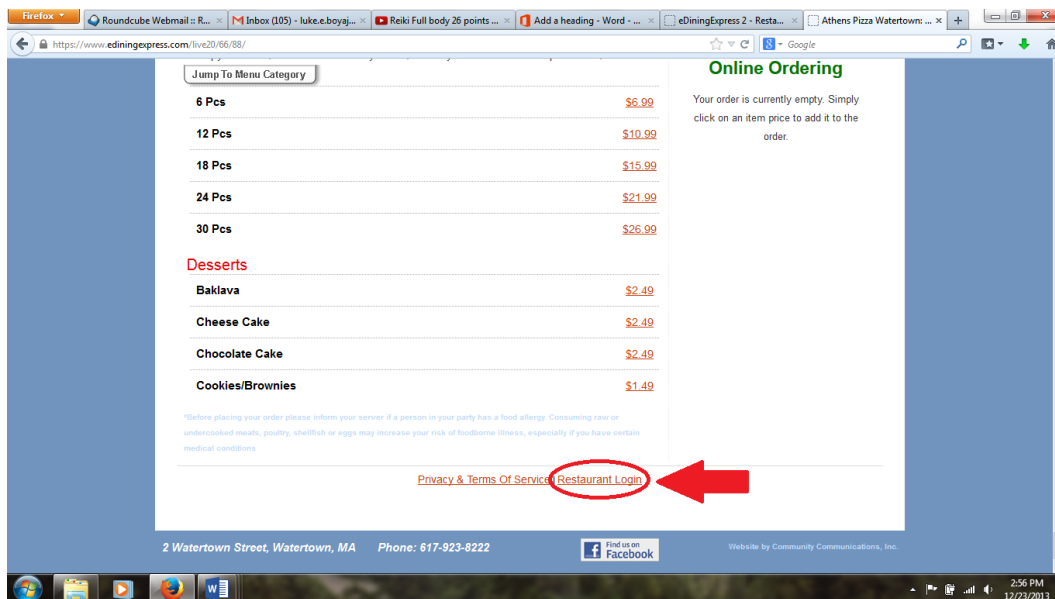 Firefox
Roundcube Webmail :: R...
Inbox (105) - luke.e.boyaj...
Reiki Full body 26 points ...
Add a heading - Word - ...
eDiningExpress 2 - Resta...
Athens Pizza Watertown: ...
https://www.ediningexpress.com/live20/66/88/
Google
Jump To Menu Category
Online Ordering
Your order is currently empty. Simply
click on an item price to add it to the
order.
6 Pcs $6.99
12 Pcs $10.99
18 Pcs $15.99
24 Pcs $21.99
30 Pcs $26.99
Desserts
Baklava $2.49
Cheese Cake $2.49
Chocolate Cake $2.49
Cookies/Brownies $1.49
*Before placing your order please inform your server if a person in your party has a food allergy. Consuming raw or
undercooked meats, poultry, shellfish or eggs may increase your risk of foodborne illness, especially if you have certain
medical conditions
Privacy & Terms Of Service | Restaurant Login
2 Watertown Street, Watertown, MA Phone: 617-923-8222
Find us on
Facebook
Website by Community Communications, Inc.
2:56 PM
12/23/2013